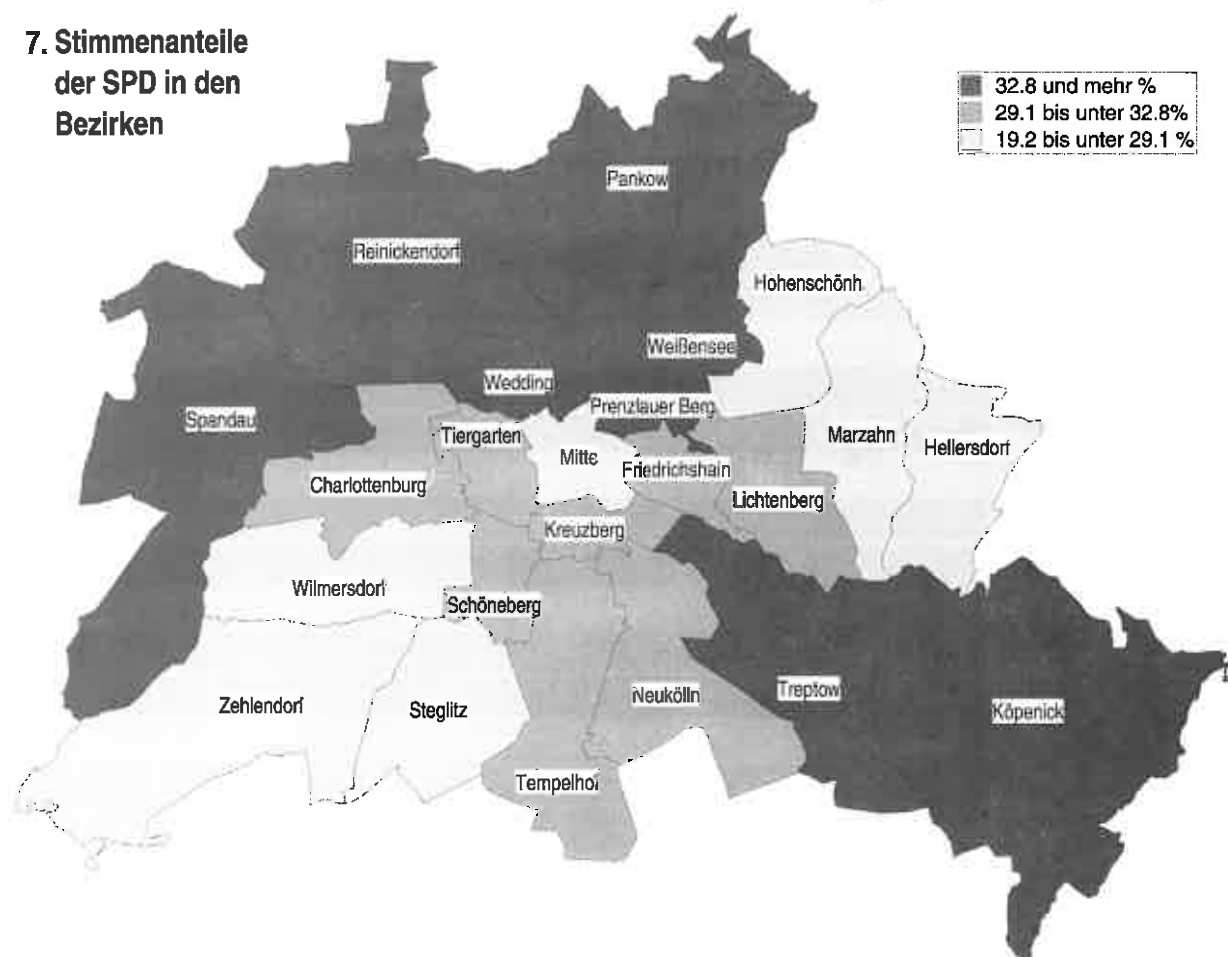 7. Stimmenanteile
der SPD in den
Bezirken
32.8 und mehr %
29.1 bis unter 32.8%
19.2 bis unter 29.1 %
Pankow
Reinickendorf
Hohenschönh
Weißensee
Wedding
Prenzlauer Berg
Spandau
Tiergarten
Mitte
Friedrichshain
Marzahn
Hellersdorf
Charlottenburg
Lichtenberg
Kreuzberg
Wilmersdorf
Schöneberg
Zehlendorf
Steglitz
Neukölln
Treptow
Köpenick
Tempelhof